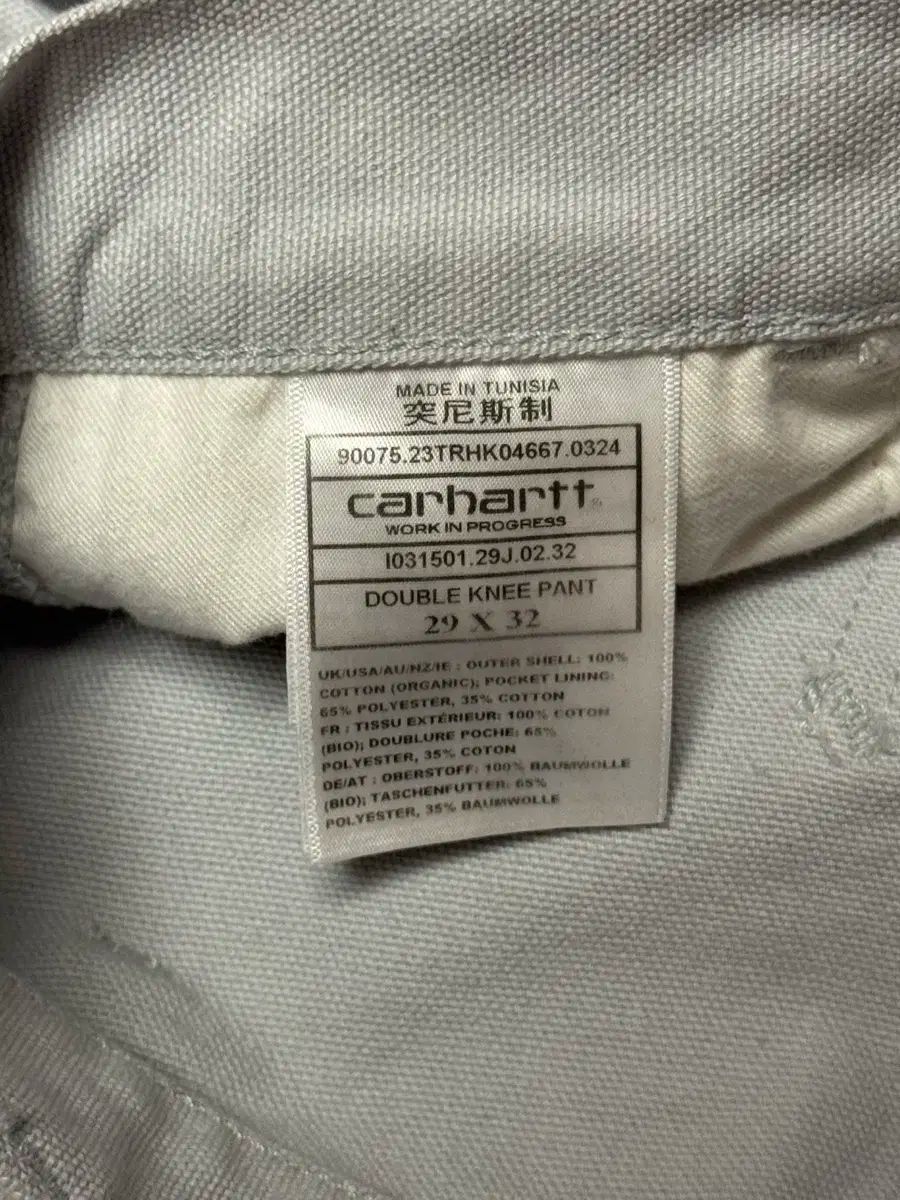 MADE IN TUNISIA
突尼斯制
90075.23TRHK04667.0324
carhartt
WORK IN PROGRESS
I031501.29J.02.32
DOUBLE KNEE PANT
29 X 32
UK/USA/AU/NZ/IE : OUTER SHELL: 100%
COTTON (ORGANIC); POCKET LINING:
65% POLYESTER, 35% COTTON
FR : TISSU EXTÉRIEUR: 100% COTON
(BIO); DOUBLURE POCHE: 65%
POLYESTER, 35% COTON
DE/AT : OBERSTOFF: 100% BAUMWOLLE
(BIO); TASCHENFUTTER: 65%
POLYESTER, 35% BAUMWOLLE